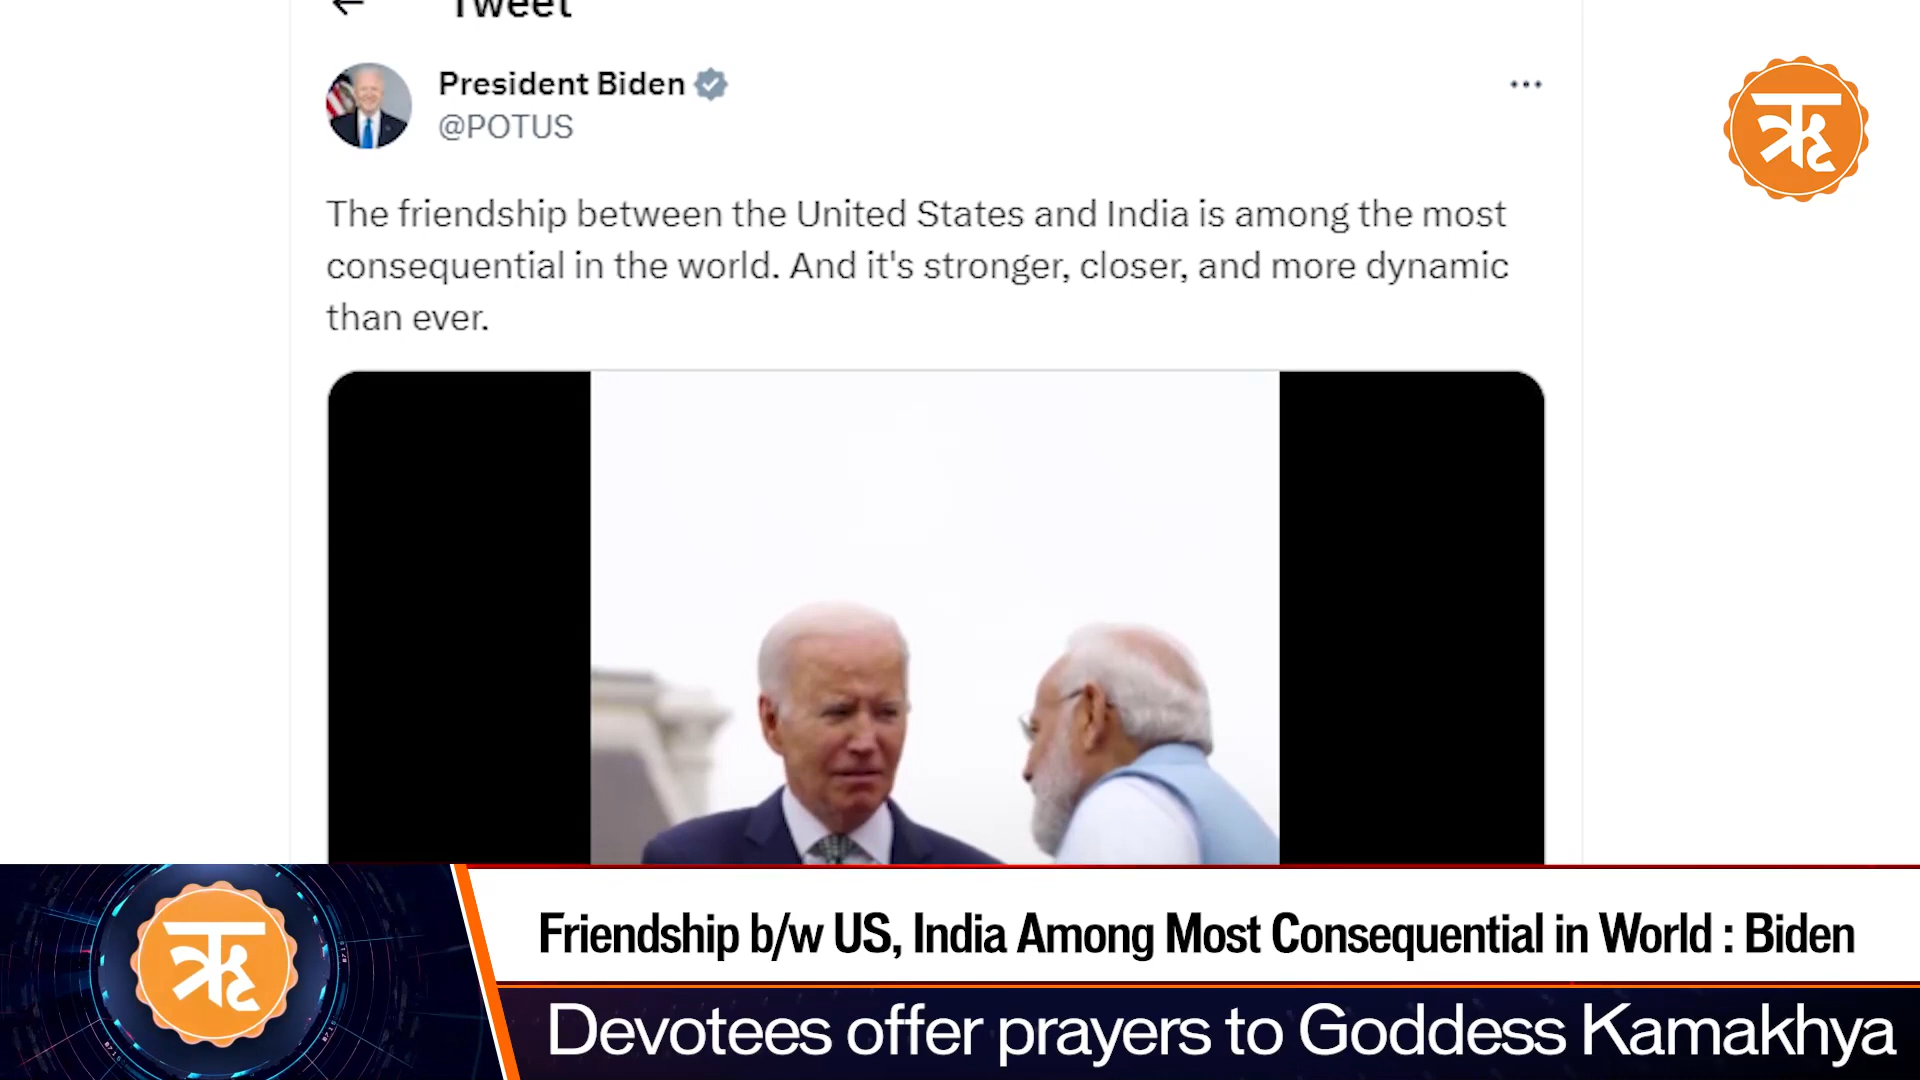 Tweet
President Biden
@POTUS
The friendship between the United States and India is among the most
consequential in the world. And it's stronger, closer, and more dynamic
than ever.
ऋ
ऋ
Friendship b/w US, India Among Most Consequential in World : Biden
Devotees offer prayers to Goddess Kamakhya